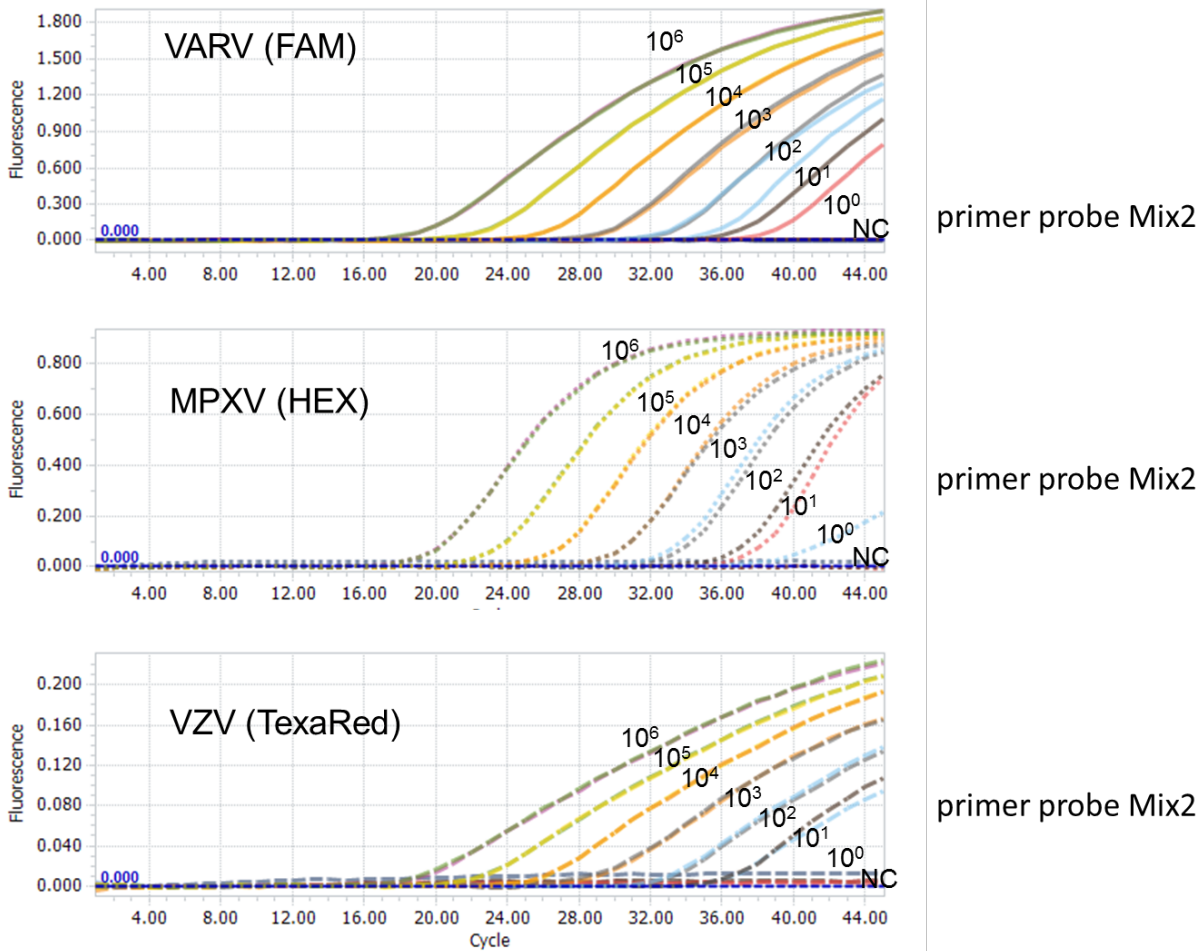 1.800
1.500
1.200
0.900
0.600
0.300
0.000
Fluorescence
VARV (FAM)
10⁶
10⁵
10⁴
10³
10²
10¹
10⁰
NC
0.000
4.00 8.00 12.00 16.00 20.00 24.00 28.00 32.00 36.00 40.00 44.00
primer probe Mix2
0.800
0.600
0.400
0.200
0.000
Fluorescence
MPXV (HEX)
10⁶
10⁵
10⁴
10³
10²
10¹
10⁰
NC
0.000
4.00 8.00 12.00 16.00 20.00 24.00 28.00 32.00 36.00 40.00 44.00
primer probe Mix2
0.200
0.160
0.120
0.080
0.040
0.000
Fluorescence
VZV (TexaRed)
10⁶
10⁵
10⁴
10³
10²
10¹
10⁰
NC
0.000
4.00 8.00 12.00 16.00 20.00 24.00 28.00 32.00 36.00 40.00 44.00
Cycle
primer probe Mix2